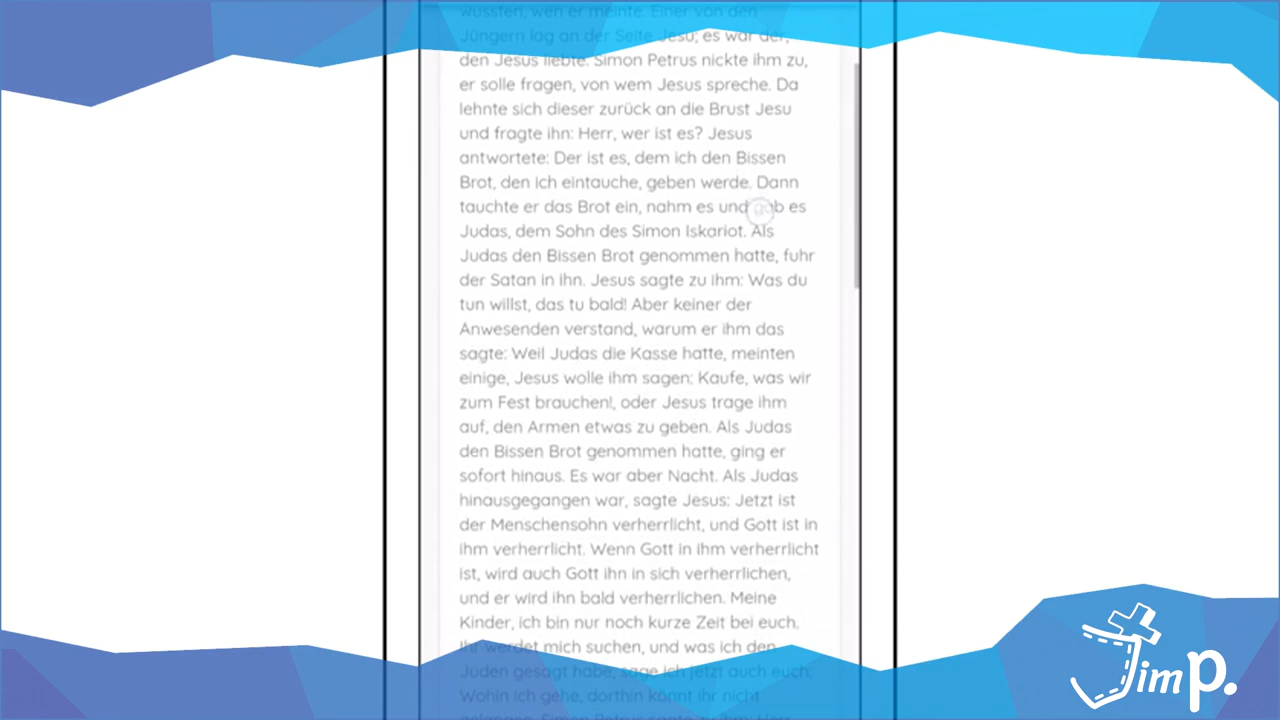 wussten, wen er meinte. Einer von den
Jüngern lag an der Seite Jesu; es war der,
den Jesus liebte. Simon Petrus nickte ihm zu,
er solle fragen, von wem Jesus spreche. Da
lehnte sich dieser zurück an die Brust Jesu
und fragte ihn: Herr, wer ist es? Jesus
antwortete: Der ist es, dem ich den Bissen
Brot, den ich eintauche, geben werde. Dann
tauchte er das Brot ein, nahm es und gab es
Judas, dem Sohn des Simon Iskariot. Als
Judas den Bissen Brot genommen hatte, fuhr
der Satan in ihn. Jesus sagte zu ihm: Was du
tun willst, das tu bald! Aber keiner der
Anwesenden verstand, warum er ihm das
sagte: Weil Judas die Kasse hatte, meinten
einige, Jesus wolle ihm sagen: Kaufe, was wir
zum Fest brauchen!, oder Jesus trage ihm
auf, den Armen etwas zu geben. Als Judas
den Bissen Brot genommen hatte, ging er
sofort hinaus. Es war aber Nacht. Als Judas
hinausgegangen war, sagte Jesus: Jetzt ist
der Menschensohn verherrlicht, und Gott ist in
ihm verherrlicht. Wenn Gott in ihm verherrlicht
ist, wird auch Gott ihn in sich verherrlichen,
und er wird ihn bald verherrlichen. Meine
Kinder, ich bin nur noch kurze Zeit bei euch.
Ihr werdet mich suchen, und was ich den
Juden gesagt habe, sage ich jetzt auch euch:
Wohin ich gehe, dorthin könnt ihr nicht
gelangen. Simon Petrus sagte zu ihm: Herr,
JimP.